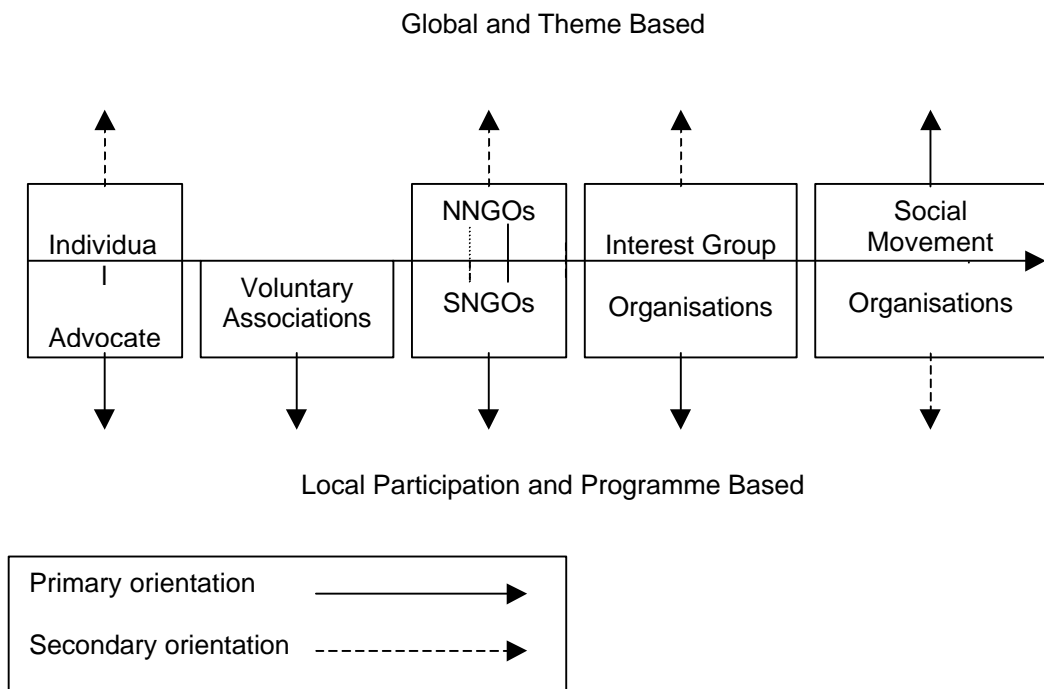 Global and Theme Based
Individua
l
Advocate
Voluntary
Associations
NNGOs
SNGOs
Interest Group
Organisations
Social
Movement
Organisations
Local Participation and Programme Based
Primary orientation
Secondary orientation